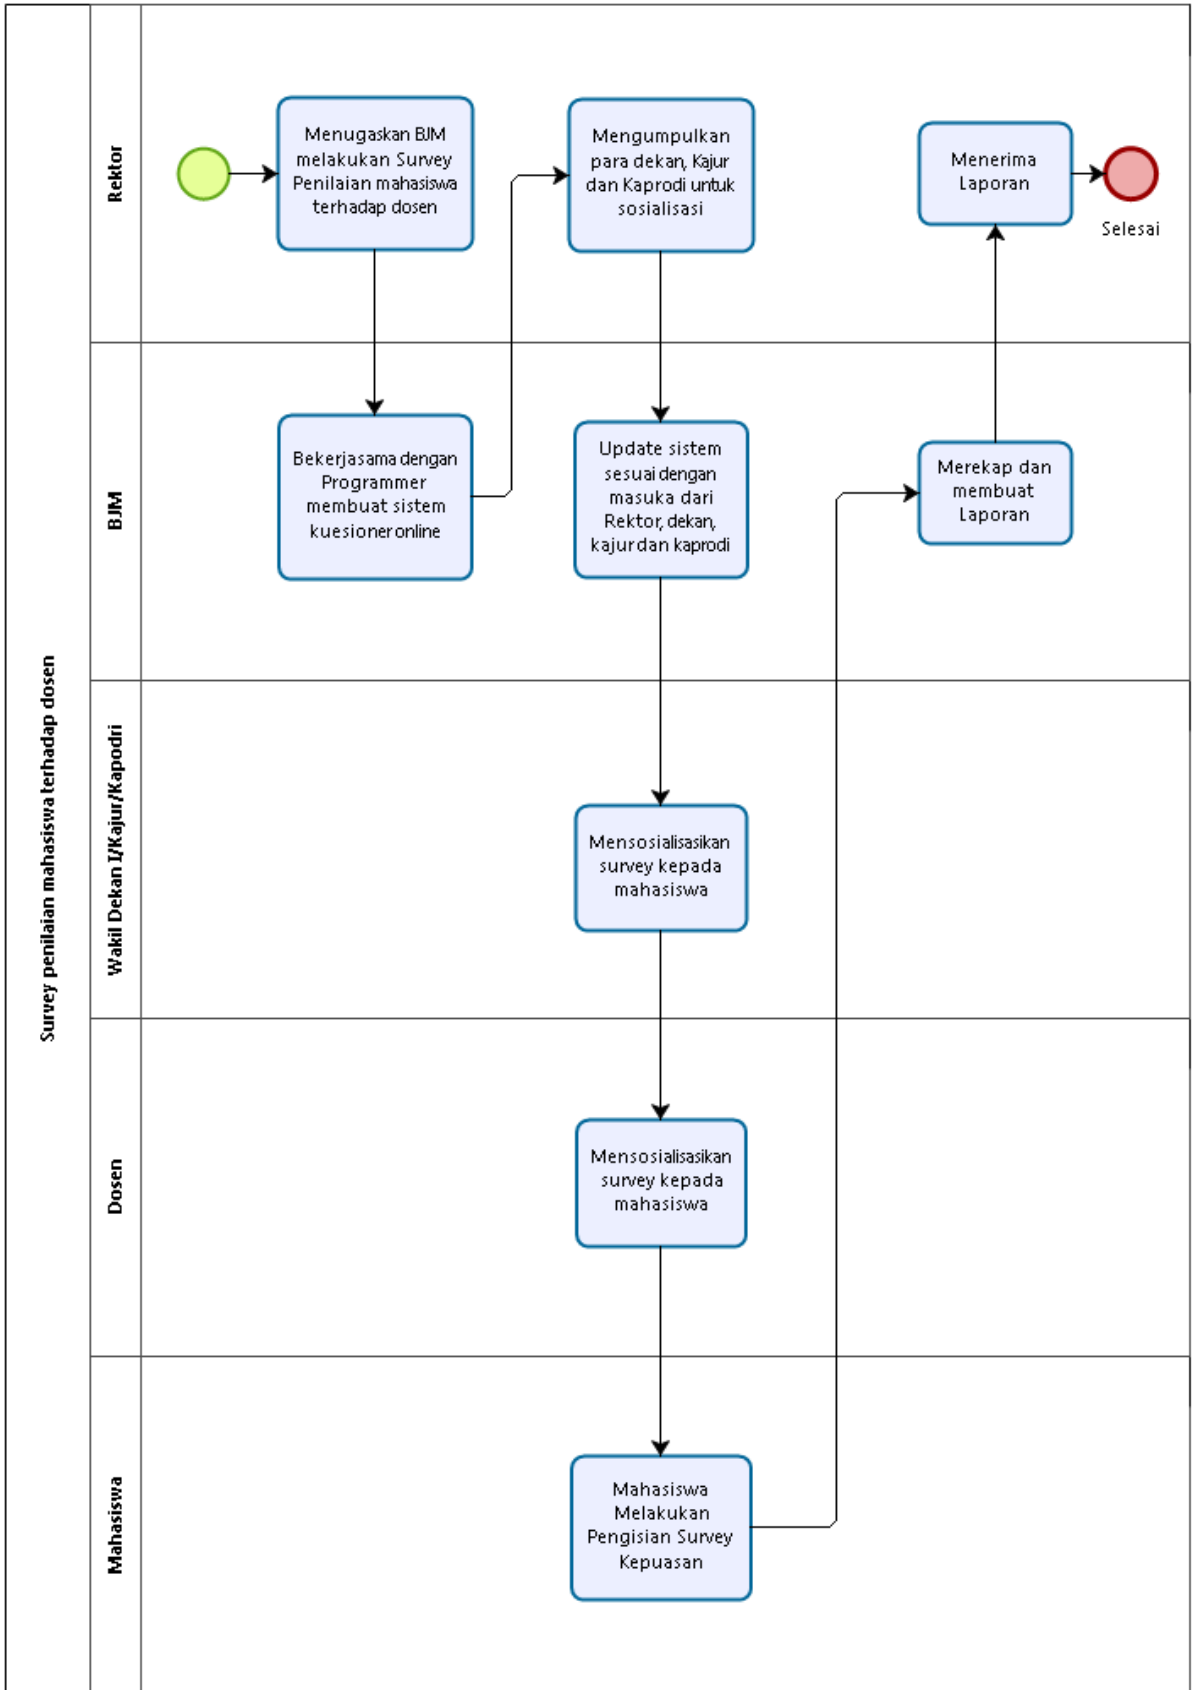 Survey penilaian mahasiswa terhadap dosen
Rektor
Menugaskan BJM
melakukan Survey
Penilaian mahasiswa
terhadap dosen
Mengumpulkan
para dekan, Kajur
dan Kaprodi untuk
sosialisasi
Menerima
Laporan
Selesai
BJM
Bekerjasama dengan
Programmer
membuat sistem
kuesioner online
Update sistem
sesuai dengan
masuka dari
Rektor, dekan,
kajur dan kaprodi
Merekap dan
membuat
Laporan
Wakil Dekan I/Kajur/Kapodri
Mensosialisasikan
survey kepada
mahasiswa
Dosen
Mensosialisasikan
survey kepada
mahasiswa
Mahasiswa
Mahasiswa
Melakukan
Pengisian Survey
Kepuasan